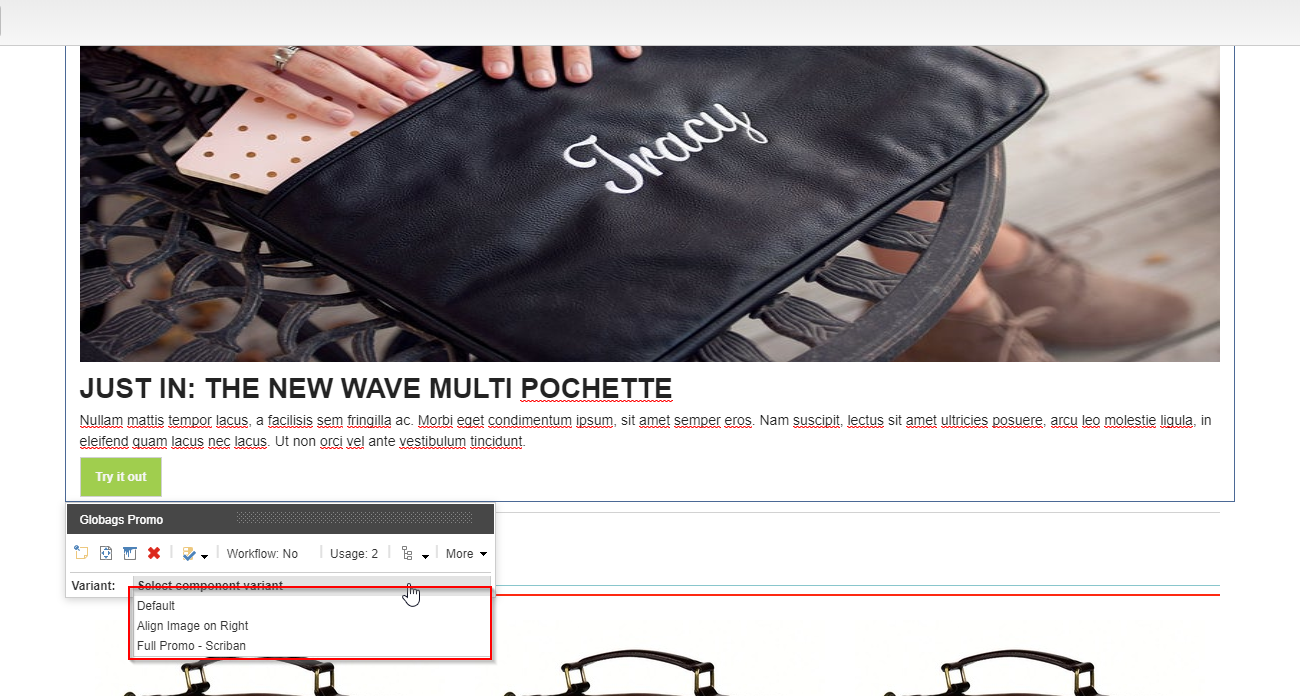 Tracy
JUST IN: THE NEW WAVE MULTI POCHETTE
Nullam mattis tempor lacus, a facilisis sem fringilla ac. Morbi eget condimentum ipsum, sit amet semper eros. Nam suscipit, lectus sit amet ultricies posuere, arcu leo molestie ligula, in
eleifend quam lacus nec lacus. Ut non orci vel ante vestibulum tincidunt.
Try it out
Globags Promo
Workflow: No Usage: 2 More
Variant: Select component variant
Default
Align Image on Right
Full Promo - Scriban